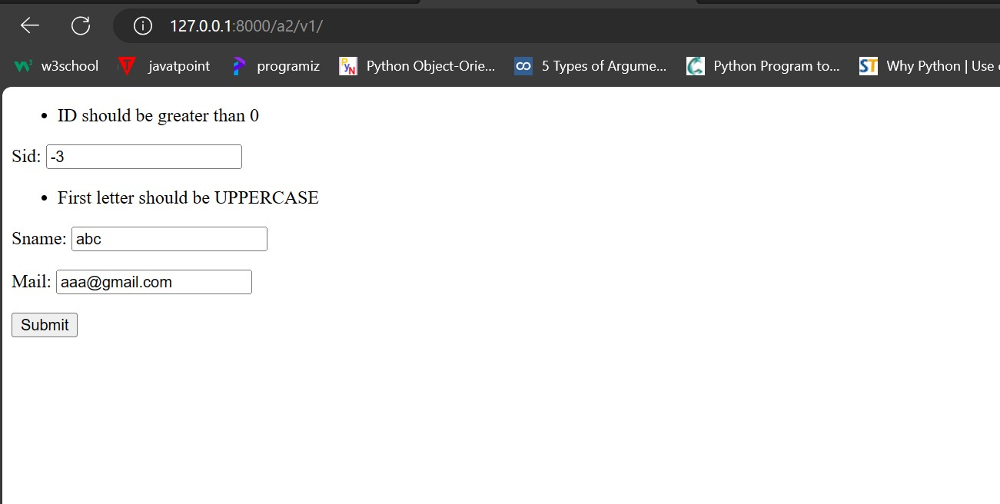 127.0.0.1:8000/a2/v1/
w3school javatpoint programiz Python Object-Orie... 5 Types of Argume... Python Program to... Why Python | Use
• ID should be greater than 0
Sid: -3
• First letter should be UPPERCASE
Sname: abc
Mail: aaa@gmail.com
Submit